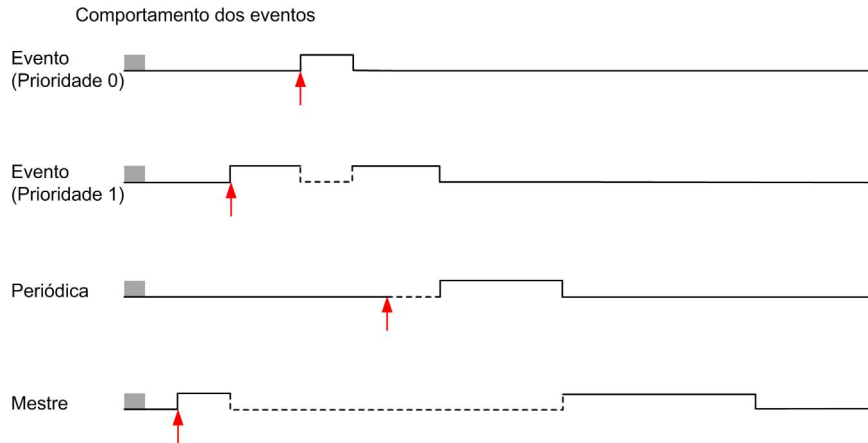 Comportamento dos eventos
Evento
(Prioridade 0)
Evento
(Prioridade 1)
Periódica
Mestre